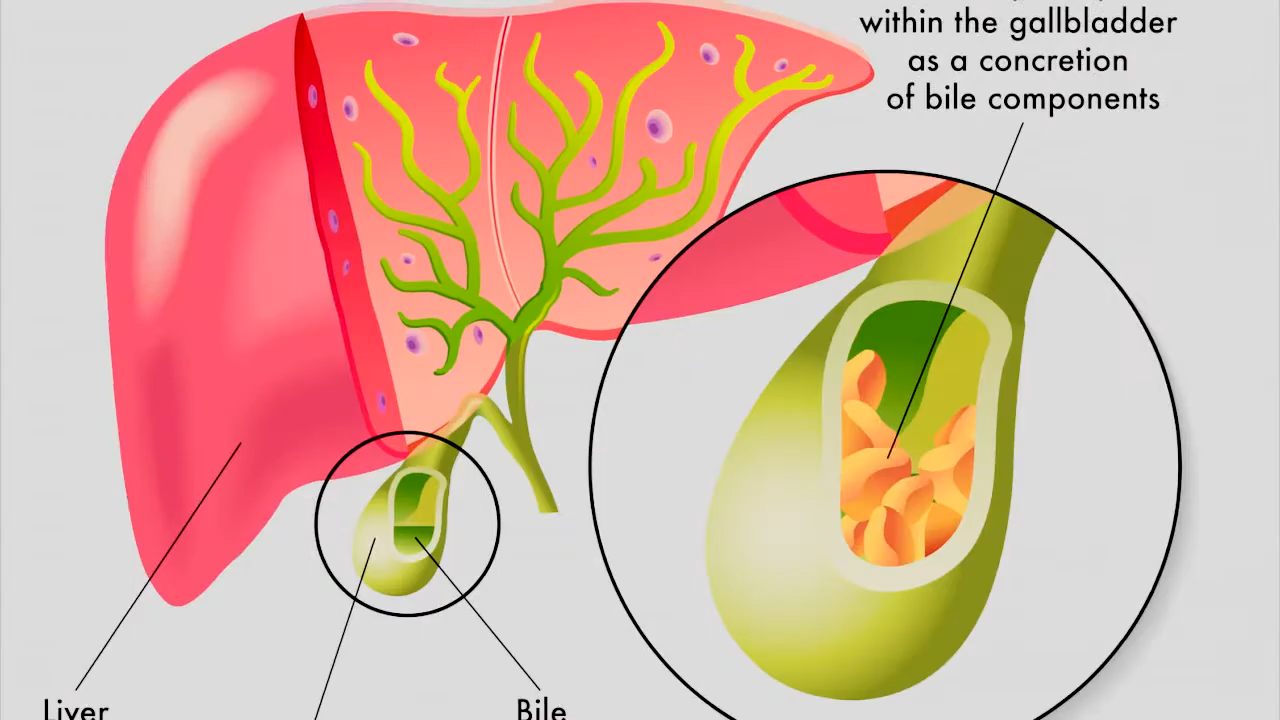 within the gallbladder
as a concretion
of bile components
Liver
Bile